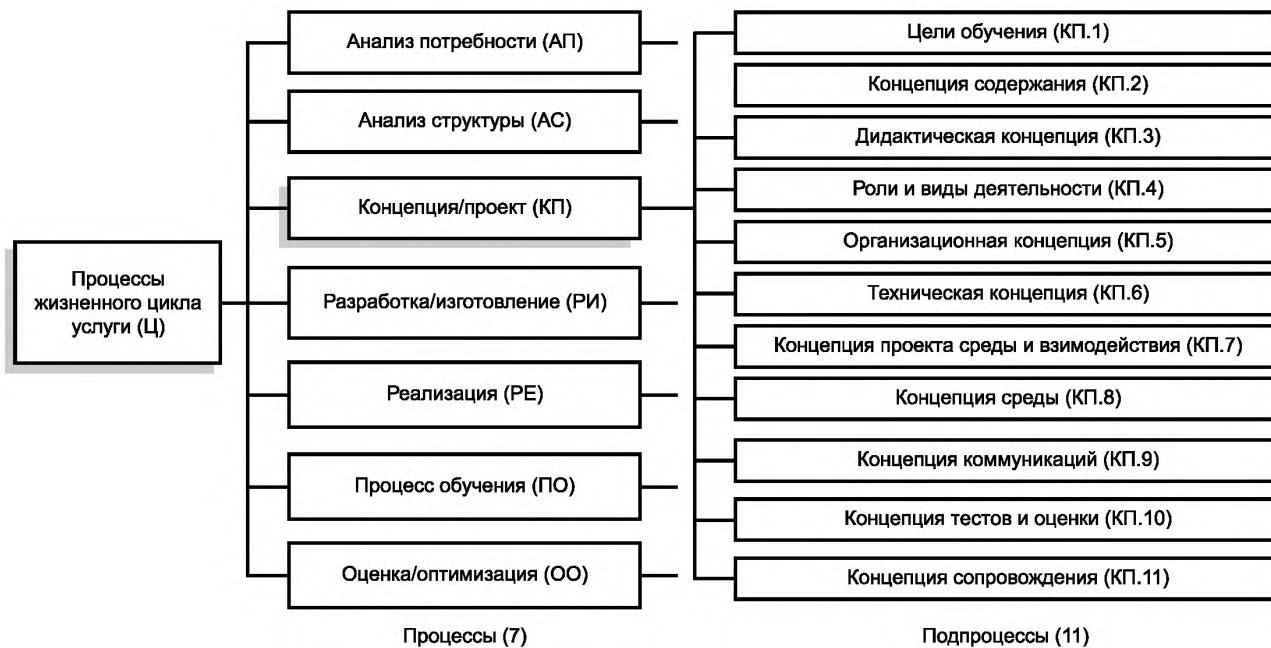 Процессы
жизненного цикла
услуги (Ц)
Анализ потребности (АП)
Анализ структуры (АС)
Концепция/проект (КП)
Разработка/изготовление (РИ)
Реализация (РЕ)
Процесс обучения (ПО)
Оценка/оптимизация (ОО)
Процессы (7)
Цели обучения (КП.1)
Концепция содержания (КП.2)
Дидактическая концепция (КП.3)
Роли и виды деятельности (КП.4)
Организационная концепция (КП.5)
Техническая концепция (КП.6)
Концепция проекта среды и взимодействия (КП.7)
Концепция среды (КП.8)
Концепция коммуникаций (КП.9)
Концепция тестов и оценки (КП.10)
Концепция сопровождения (КП.11)
Подпроцессы (11)